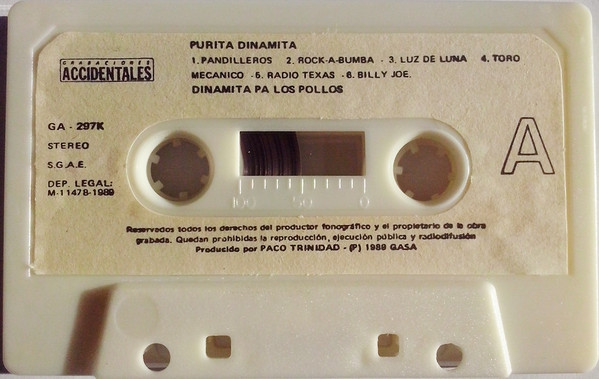 PURITA DINAMITA
GRABACIONES
ACCIDENTALES
1. PANDILLEROS 2. ROCK-A-BUMBA - 3. LUZ DE LUNA 4. TORO
MECANICO - 5. RADIO TEXAS - 6. BILLY JOE.
DINAMITA PA LOS POLLOS
GA - 297K
STEREO
S.G.A.E.
DEP. LEGAL:
M-11478-1989
A
100 50 0
Reservados todos los derechos del productor fonográfico y el propietario de la obra
grabada. Quedan prohibidas la reproducción, ejecución pública y radiodifusión
Producido por PACO TRINIDAD - (P) 1989 GASA